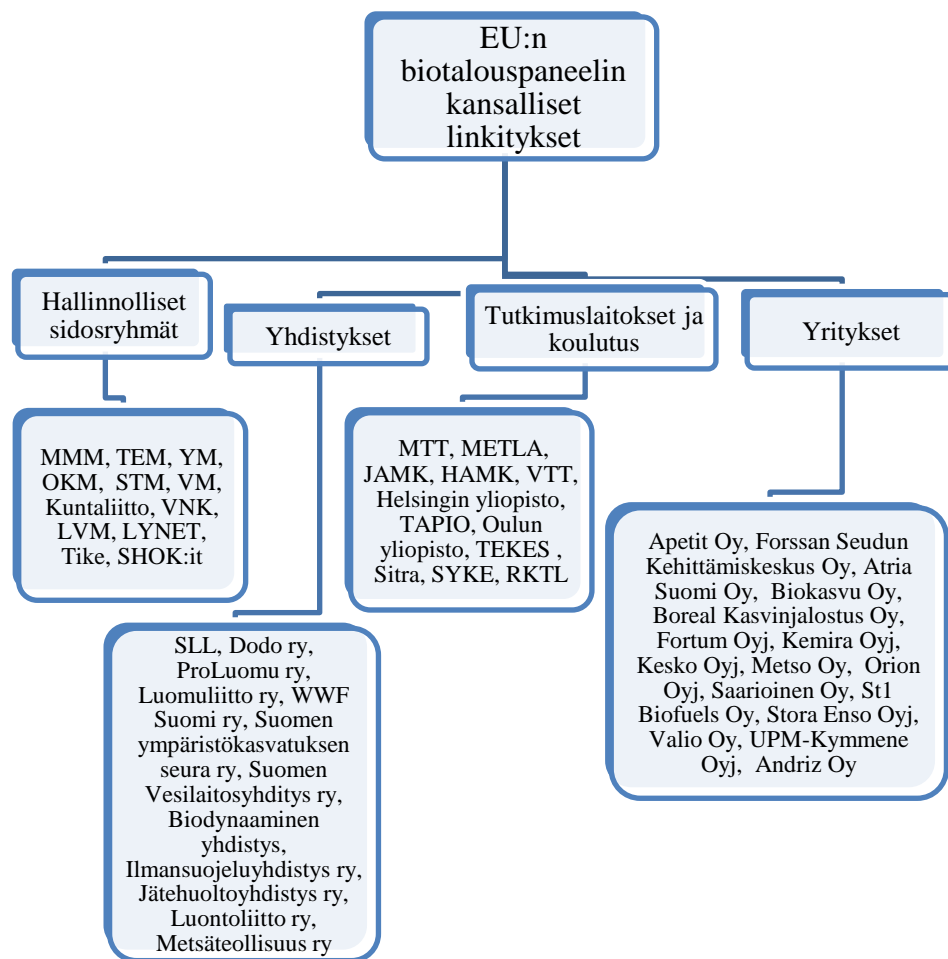 EU:n
biotalouspaneelin
kansalliset
linkitykset
Hallinnolliset
sidosryhmät
Yhdistykset
Tutkimuslaitokset ja
koulutus
Yritykset
MMM, TEM, YM,
OKM, STM, VM,
Kuntaliitto, VNK,
LVM, LYNET,
Tike, SHOK:it
SLL, Dodo ry,
ProLuomu ry,
Luomuliitto ry, WWF
Suomi ry, Suomen
ympäristökasvatuksen
seura ry, Suomen
Vesilaitosyhditys ry,
Biodynaaminen
yhdistys,
Ilmansuojeluyhdistys ry,
Jätehuoltoyhdistys ry,
Luontoliitto ry,
Metsäteollisuus ry
MTT, METLA,
JAMK, HAMK, VTT,
Helsingin yliopisto,
TAPIO, Oulun
yliopisto, TEKES ,
Sitra, SYKE, RKTL
Apetit Oy, Forssan Seudun
Kehittämiskeskus Oy, Atria
Suomi Oy, Biokasvu Oy,
Boreal Kasvinjalostus Oy,
Fortum Oyj, Kemira Oyj,
Kesko Oyj, Metso Oy, Orion
Oyj, Saarioinen Oy, St1
Biofuels Oy, Stora Enso Oyj,
Valio Oy, UPM-Kymmene
Oyj, Andriz Oy